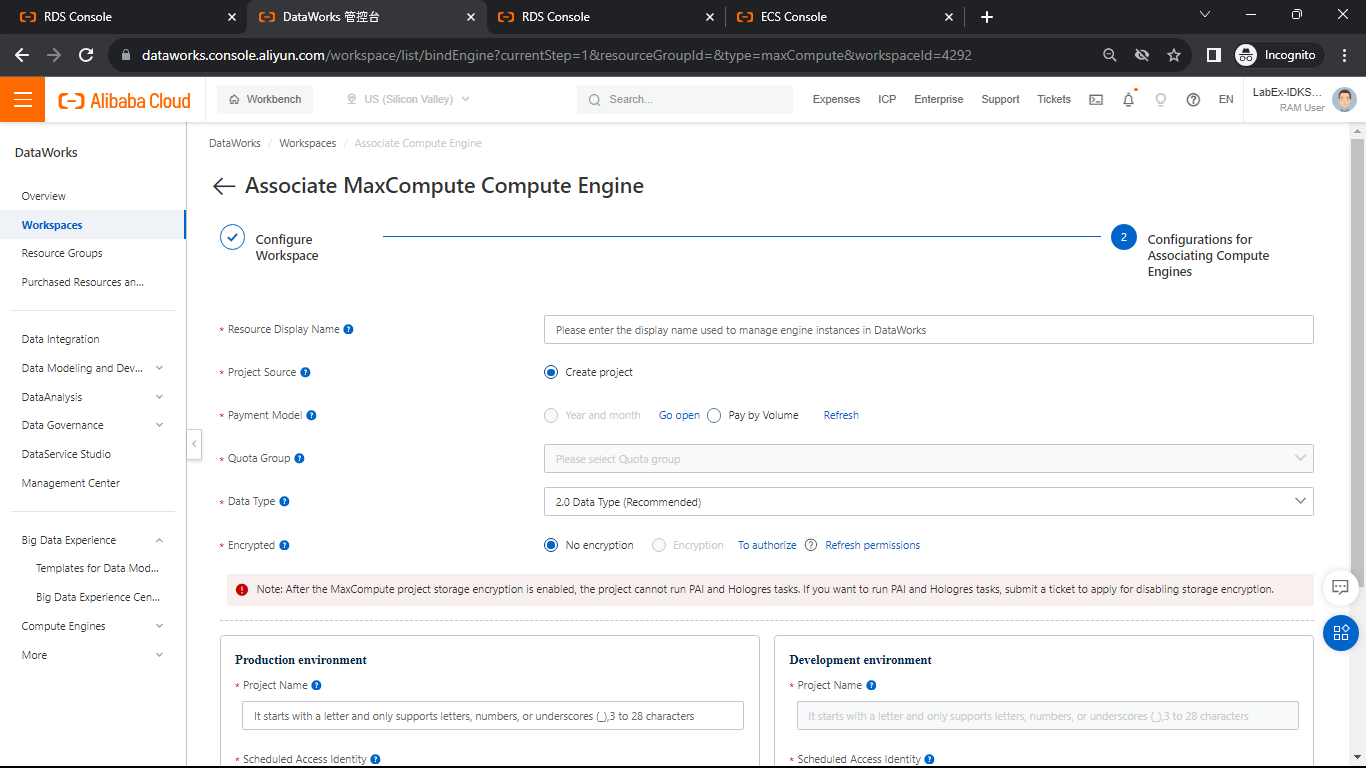 RDS Console
DataWorks 管控台
RDS Console
ECS Console
dataworks.console.aliyun.com/workspace/list/bindEngine?currentStep=1&resourceGroupId=&type=maxCompute&workspaceId=4292
Incognito
Alibaba Cloud
Workbench
US (Silicon Valley)
Search...
Expenses
ICP
Enterprise
Support
Tickets
EN
LabEx-IDKS...
RAM User
DataWorks
Overview
Workspaces
Resource Groups
Purchased Resources an...
Data Integration
Data Modeling and Dev...
DataAnalysis
Data Governance
DataService Studio
Management Center
Big Data Experience
Templates for Data Mod...
Big Data Experience Cen...
Compute Engines
More
DataWorks / Workspaces / Associate Compute Engine
Associate MaxCompute Compute Engine
Configure
Workspace
2
Configurations for
Associating Compute
Engines
* Resource Display Name
Please enter the display name used to manage engine instances in DataWorks
* Project Source
Create project
* Payment Model
Year and month Go open Pay by Volume Refresh
* Quota Group
Please select Quota group
* Data Type
2.0 Data Type (Recommended)
* Encrypted
No encryption Encryption To authorize Refresh permissions
Note: After the MaxCompute project storage encryption is enabled, the project cannot run PAI and Hologres tasks. If you want to run PAI and Hologres tasks, submit a ticket to apply for disabling storage encryption.
Production environment
* Project Name
It starts with a letter and only supports letters, numbers, or underscores (_),3 to 28 characters
* Scheduled Access Identity
Development environment
* Project Name
It starts with a letter and only supports letters, numbers, or underscores (_),3 to 28 characters
* Scheduled Access Identity